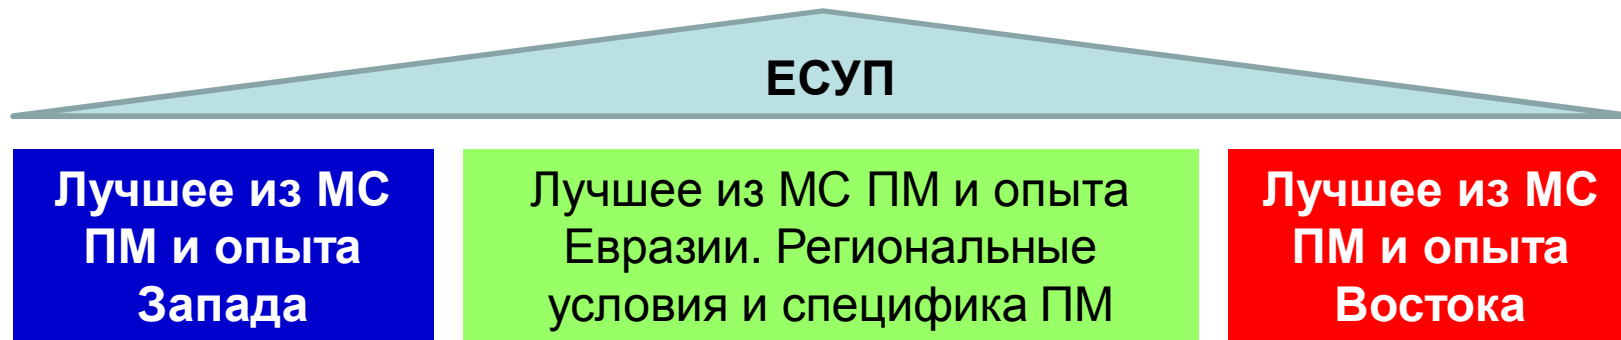 ЕСУП
Лучшее из МС
ПМ и опыта
Запада
Лучшее из МС ПМ и опыта
Евразии. Региональные
условия и специфика ПМ
Лучшее из МС
ПМ и опыта
Востока